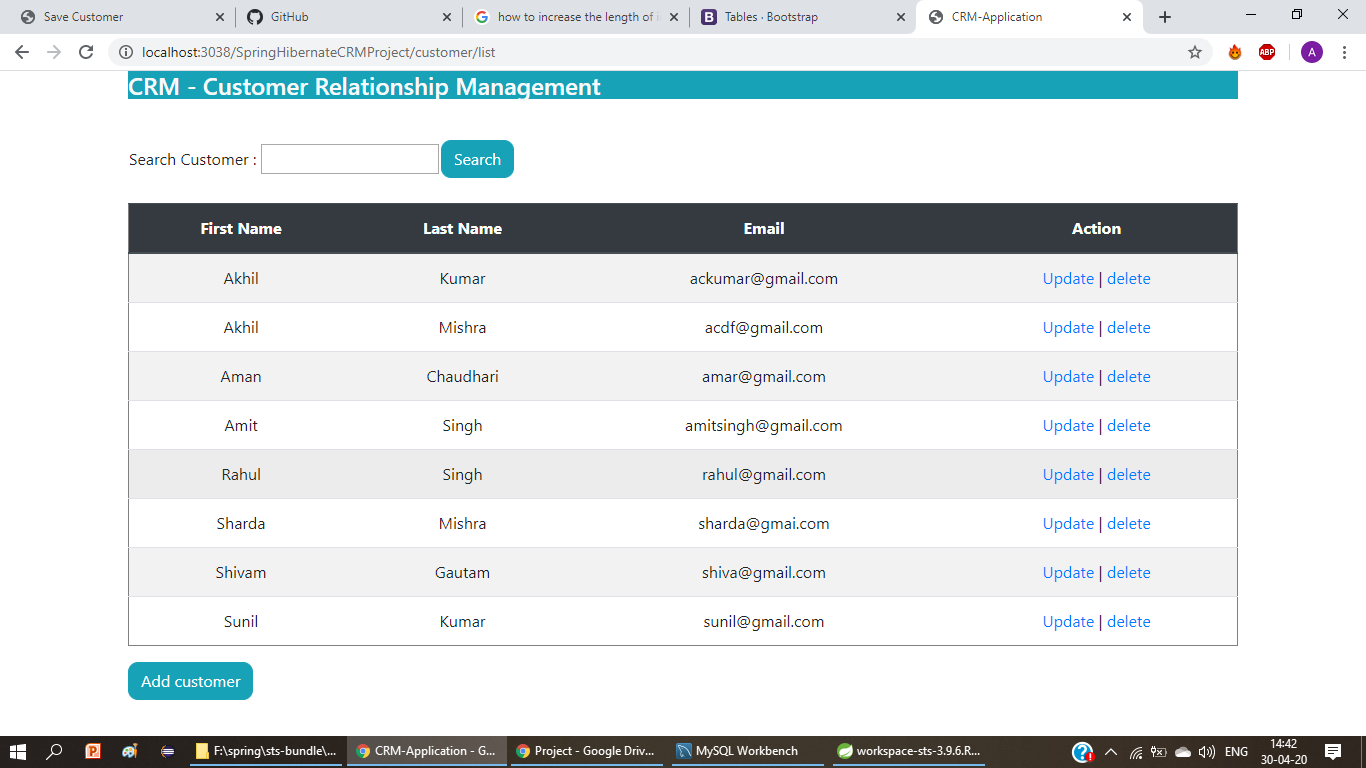 Save Customer
GitHub
how to increase the length of i
Tables · Bootstrap
CRM-Application
localhost:3038/SpringHibernateCRMProject/customer/list
ABP
A
CRM - Customer Relationship Management
Search Customer :
Search
First Name Last Name Email Action
Akhil Kumar ackumar@gmail.com Update | delete
Akhil Mishra acdf@gmail.com Update | delete
Aman Chaudhari amar@gmail.com Update | delete
Amit Singh amitsingh@gmail.com Update | delete
Rahul Singh rahul@gmail.com Update | delete
Sharda Mishra sharda@gmai.com Update | delete
Shivam Gautam shiva@gmail.com Update | delete
Sunil Kumar sunil@gmail.com Update | delete
Add customer
F:\spring\sts-bundle\...
CRM-Application - G...
Project - Google Driv...
MySQL Workbench
workspace-sts-3.9.6.R...
ENG
14:42
30-04-20